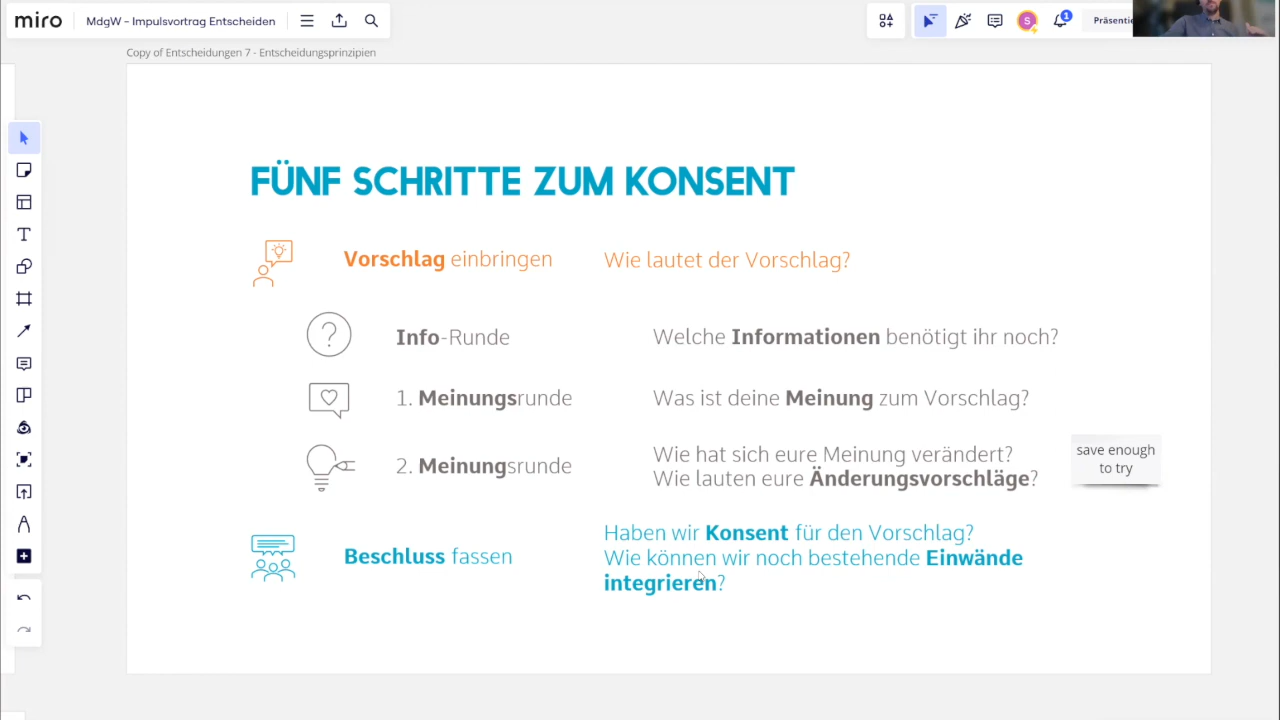 miro
MdgW - Impulsvortrag Entscheiden
S
1
Präsentie
Copy of Entscheidungen 7 - Entscheidungsprinzipien
FÜNF SCHRITTE ZUM KONSENT
Vorschlag einbringen
Wie lautet der Vorschlag?
?
Info-Runde
Welche Informationen benötigt ihr noch?
1. Meinungsrunde
Was ist deine Meinung zum Vorschlag?
2. Meinungsrunde
Wie hat sich eure Meinung verändert?
Wie lauten eure Änderungsvorschläge?
save enough
to try
Beschluss fassen
Haben wir Konsent für den Vorschlag?
Wie können wir noch bestehende Einwände
integrieren?